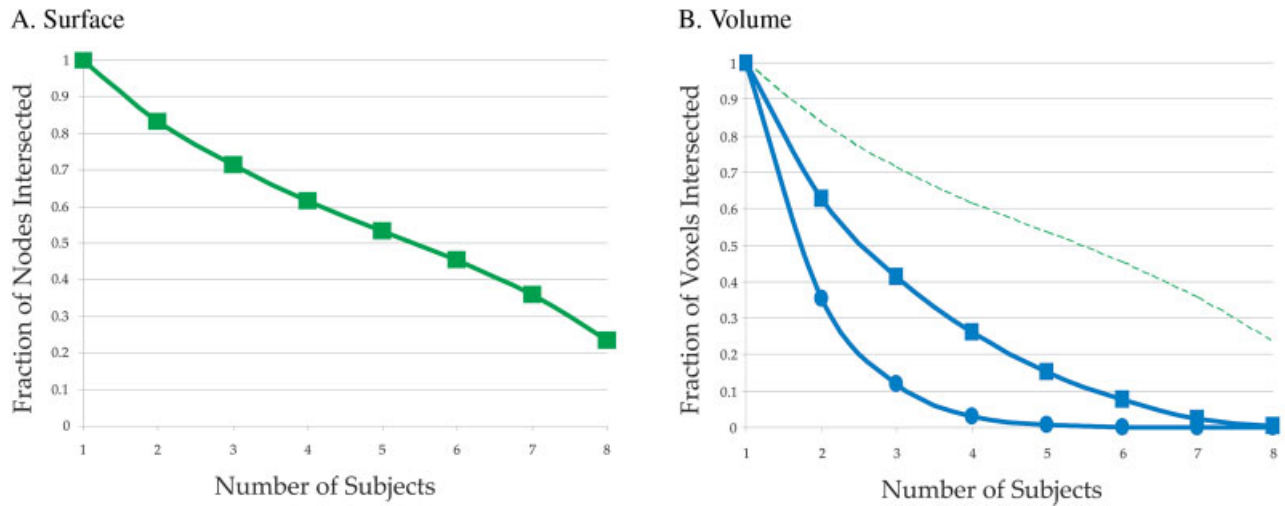 A. Surface
Fraction of Nodes Intersected
1
0.9
0.8
0.7
0.6
0.5
0.4
0.3
0.2
0.1
0
1 2 3 4 5 6 7 8
Number of Subjects
B. Volume
Fraction of Voxels Intersected
1
0.9
0.8
0.7
0.6
0.5
0.4
0.3
0.2
0.1
0
1 2 3 4 5 6 7 8
Number of Subjects